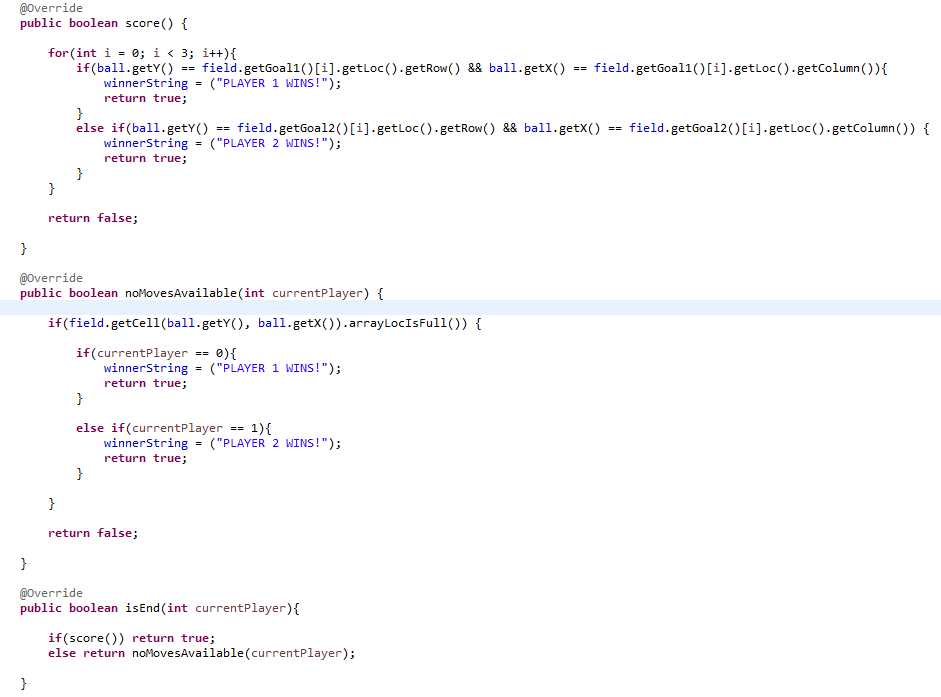 @Override
public boolean score() {
for(int i = 0; i < 3; i++){
if(ball.getY() == field.getGoal1()[i].getLoc().getRow() && ball.getX() == field.getGoal1()[i].getLoc().getColumn()){
winnerString = ("PLAYER 1 WINS!");
return true;
}
else if(ball.getY() == field.getGoal2()[i].getLoc().getRow() && ball.getX() == field.getGoal2()[i].getLoc().getColumn()) {
winnerString = ("PLAYER 2 WINS!");
return true;
}
}
return false;
}
@Override
public boolean noMovesAvailable(int currentPlayer) {
if(field.getCell(ball.getY(), ball.getX()).arrayLocIsFull()) {
if(currentPlayer == 0){
winnerString = ("PLAYER 1 WINS!");
return true;
}
else if(currentPlayer == 1){
winnerString = ("PLAYER 2 WINS!");
return true;
}
}
return false;
}
@Override
public boolean isEnd(int currentPlayer){
if(score()) return true;
else return noMovesAvailable(currentPlayer);
}